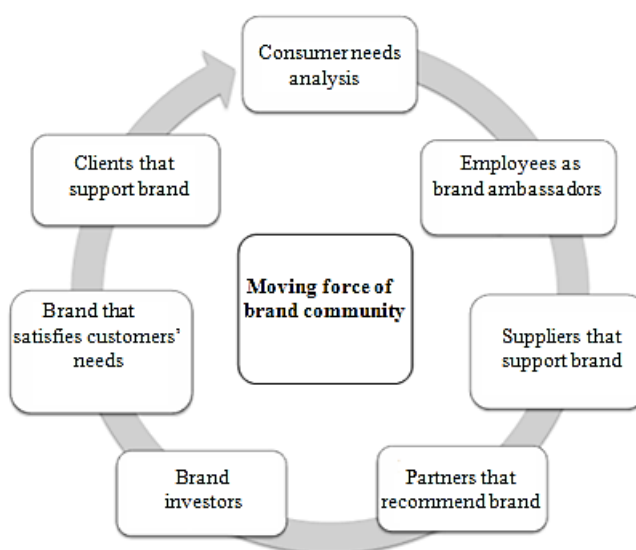 Consumer needs
analysis
Employees as
brand ambassadors
Suppliers that
support brand
Partners that
recommend brand
Brand
investors
Brand that
satisfies customers’
needs
Clients that
support brand
Moving force of
brand community